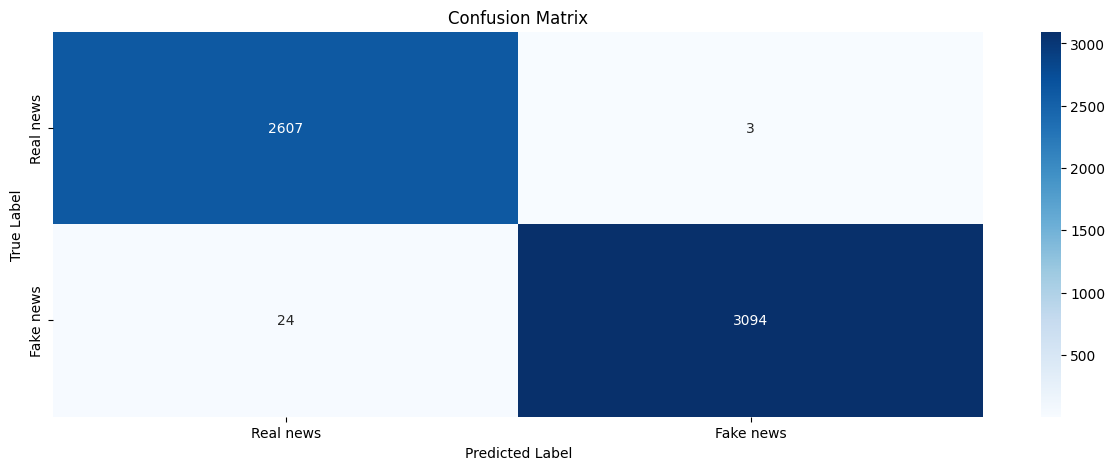 Confusion Matrix
True Label
Real news
2607
3
Fake news
24
3094
Real news
Fake news
Predicted Label
3000
2500
2000
1500
1000
500